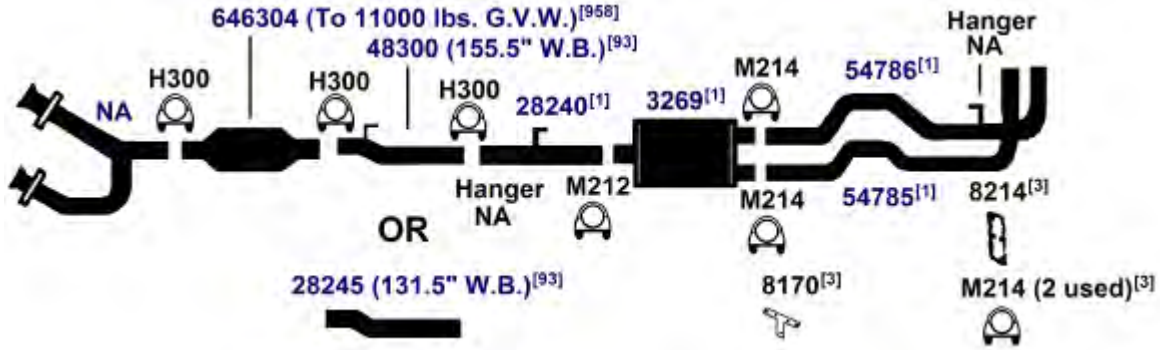 646304 (To 11000 lbs. G.V.W.)[958]
48300 (155.5" W.B.)[93]
Hanger
NA
H300
H300
H300
M214
54786[1]
NA
28240[1]
3269[1]
Hanger
NA
M212
M214
54785[1]
8214[3]
OR
28245 (131.5" W.B.)[93]
8170[3]
M214 (2 used)[3]